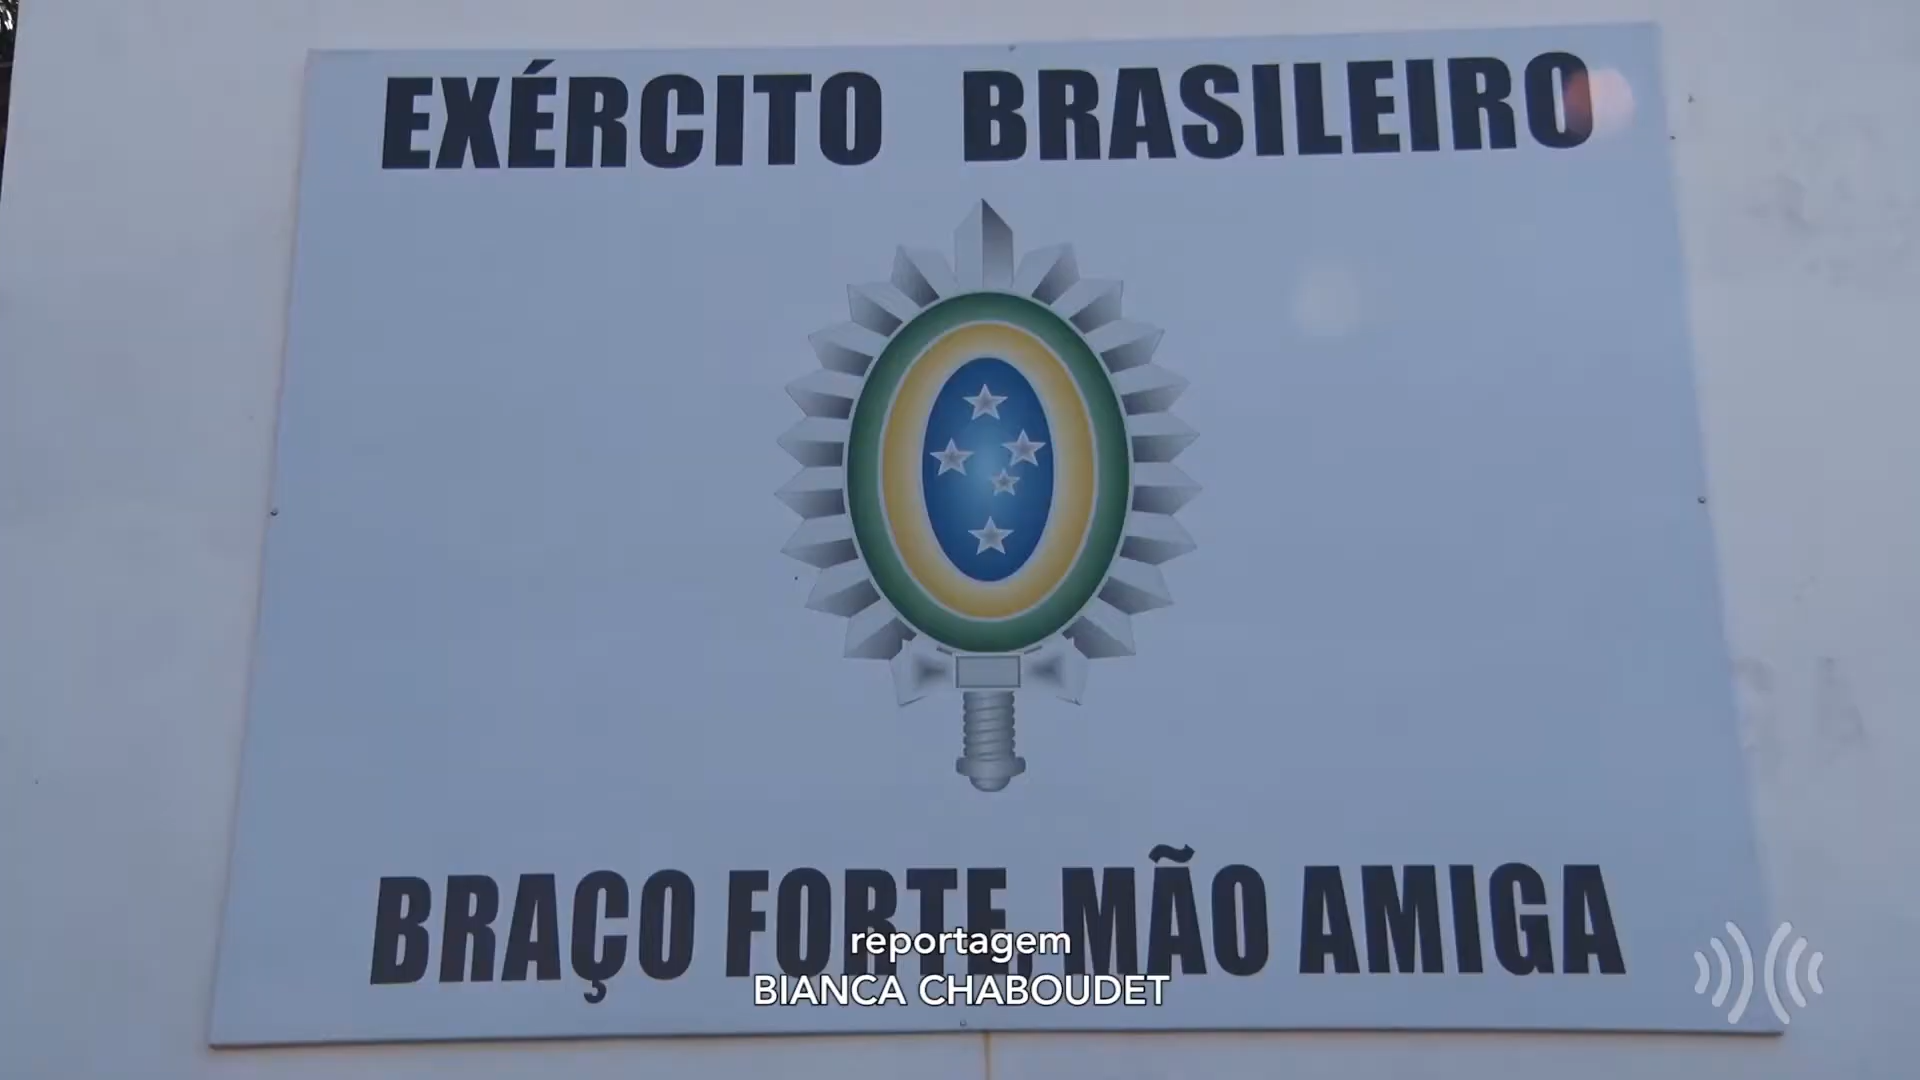 EXÉRCITO BRASILEIRO
BRAÇO FORTE, MÃO AMIGA
reportagem
BIANCA CHABOUDET